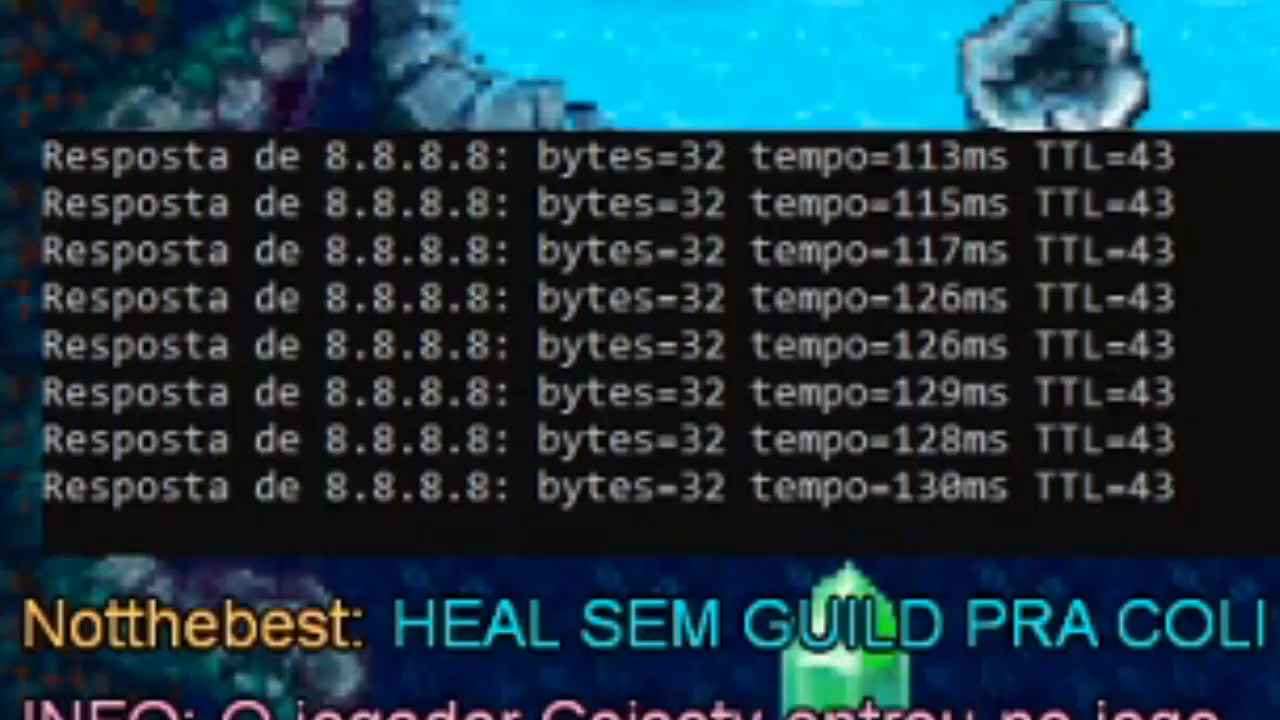 Resposta de 8.8.8.8: bytes=32 tempo=113ms TTL=43
Resposta de 8.8.8.8: bytes=32 tempo=115ms TTL=43
Resposta de 8.8.8.8: bytes=32 tempo=117ms TTL=43
Resposta de 8.8.8.8: bytes=32 tempo=126ms TTL=43
Resposta de 8.8.8.8: bytes=32 tempo=126ms TTL=43
Resposta de 8.8.8.8: bytes=32 tempo=129ms TTL=43
Resposta de 8.8.8.8: bytes=32 tempo=128ms TTL=43
Resposta de 8.8.8.8: bytes=32 tempo=130ms TTL=43
Notthebest: HEAL SEM GUILD PRA COLI
INFO: O jogador entrou no jogo